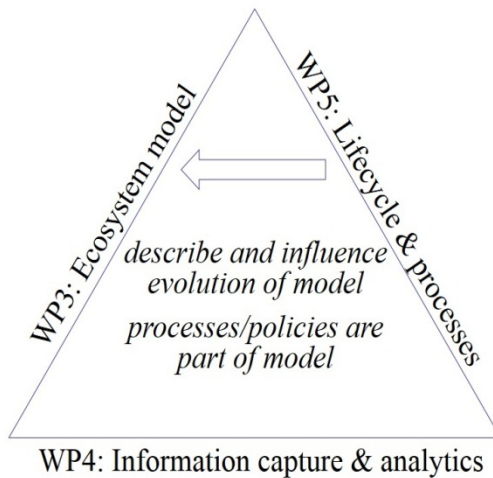 WP3: Ecosystem model
WP5: Lifecycle & processes
describe and influence
evolution of model
processes/policies are
part of model
WP4: Information capture & analytics